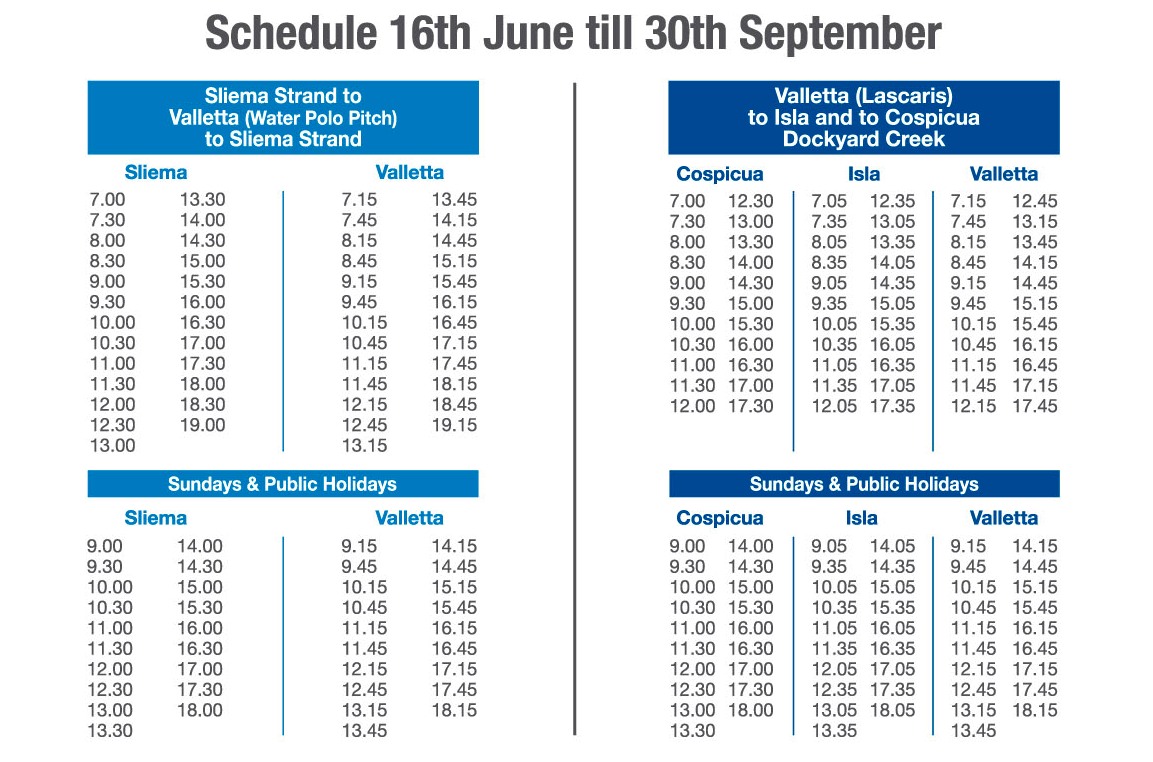 Schedule 16th June till 30th September
Sliema Strand to
Valletta (Water Polo Pitch)
to Sliema Strand
Sliema Valletta
7.00 13.30 7.15 13.45
7.30 14.00 7.45 14.15
8.00 14.30 8.15 14.45
8.30 15.00 8.45 15.15
9.00 15.30 9.15 15.45
9.30 16.00 9.45 16.15
10.00 16.30 10.15 16.45
10.30 17.00 10.45 17.15
11.00 17.30 11.15 17.45
11.30 18.00 11.45 18.15
12.00 18.30 12.15 18.45
12.30 19.00 12.45 19.15
13.00 13.15
Sundays & Public Holidays
Sliema Valletta
9.00 14.00 9.15 14.15
9.30 14.30 9.45 14.45
10.00 15.00 10.15 15.15
10.30 15.30 10.45 15.45
11.00 16.00 11.15 16.15
11.30 16.30 11.45 16.45
12.00 17.00 12.15 17.15
12.30 17.30 12.45 17.45
13.00 18.00 13.15 18.15
13.30 13.45
Valletta (Lascaris)
to Isla and to Cospicua
Dockyard Creek
Cospicua Isla Valletta
7.00 12.30 7.05 12.35 7.15 12.45
7.30 13.00 7.35 13.05 7.45 13.15
8.00 13.30 8.05 13.35 8.15 13.45
8.30 14.00 8.35 14.05 8.45 14.15
9.00 14.30 9.05 14.35 9.15 14.45
9.30 15.00 9.35 15.05 9.45 15.15
10.00 15.30 10.05 15.35 10.15 15.45
10.30 16.00 10.35 16.05 10.45 16.15
11.00 16.30 11.05 16.35 11.15 16.45
11.30 17.00 11.35 17.05 11.45 17.15
12.00 17.30 12.05 17.35 12.15 17.45
Sundays & Public Holidays
Cospicua Isla Valletta
9.00 14.00 9.05 14.05 9.15 14.15
9.30 14.30 9.35 14.35 9.45 14.45
10.00 15.00 10.05 15.05 10.15 15.15
10.30 15.30 10.35 15.35 10.45 15.45
11.00 16.00 11.05 16.05 11.15 16.15
11.30 16.30 11.35 16.35 11.45 16.45
12.00 17.00 12.05 17.05 12.15 17.15
12.30 17.30 12.35 17.35 12.45 17.45
13.00 18.00 13.05 18.05 13.15 18.15
13.30 13.35 13.45